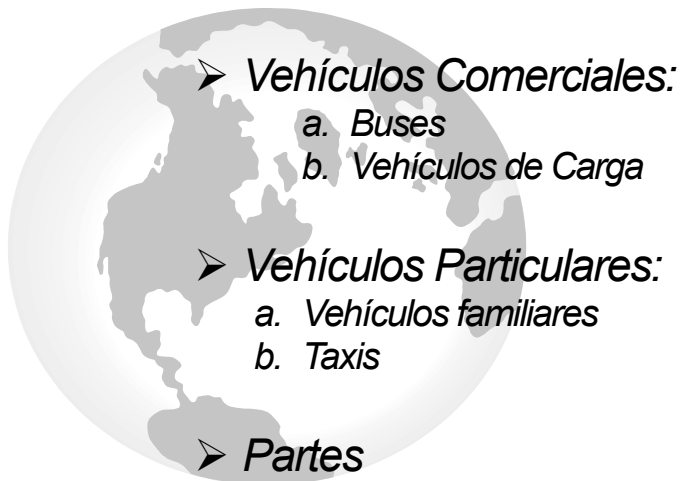 ➢ Vehículos Comerciales:
a. Buses
b. Vehículos de Carga
➢ Vehículos Particulares:
a. Vehículos familiares
b. Taxis
➢ Partes